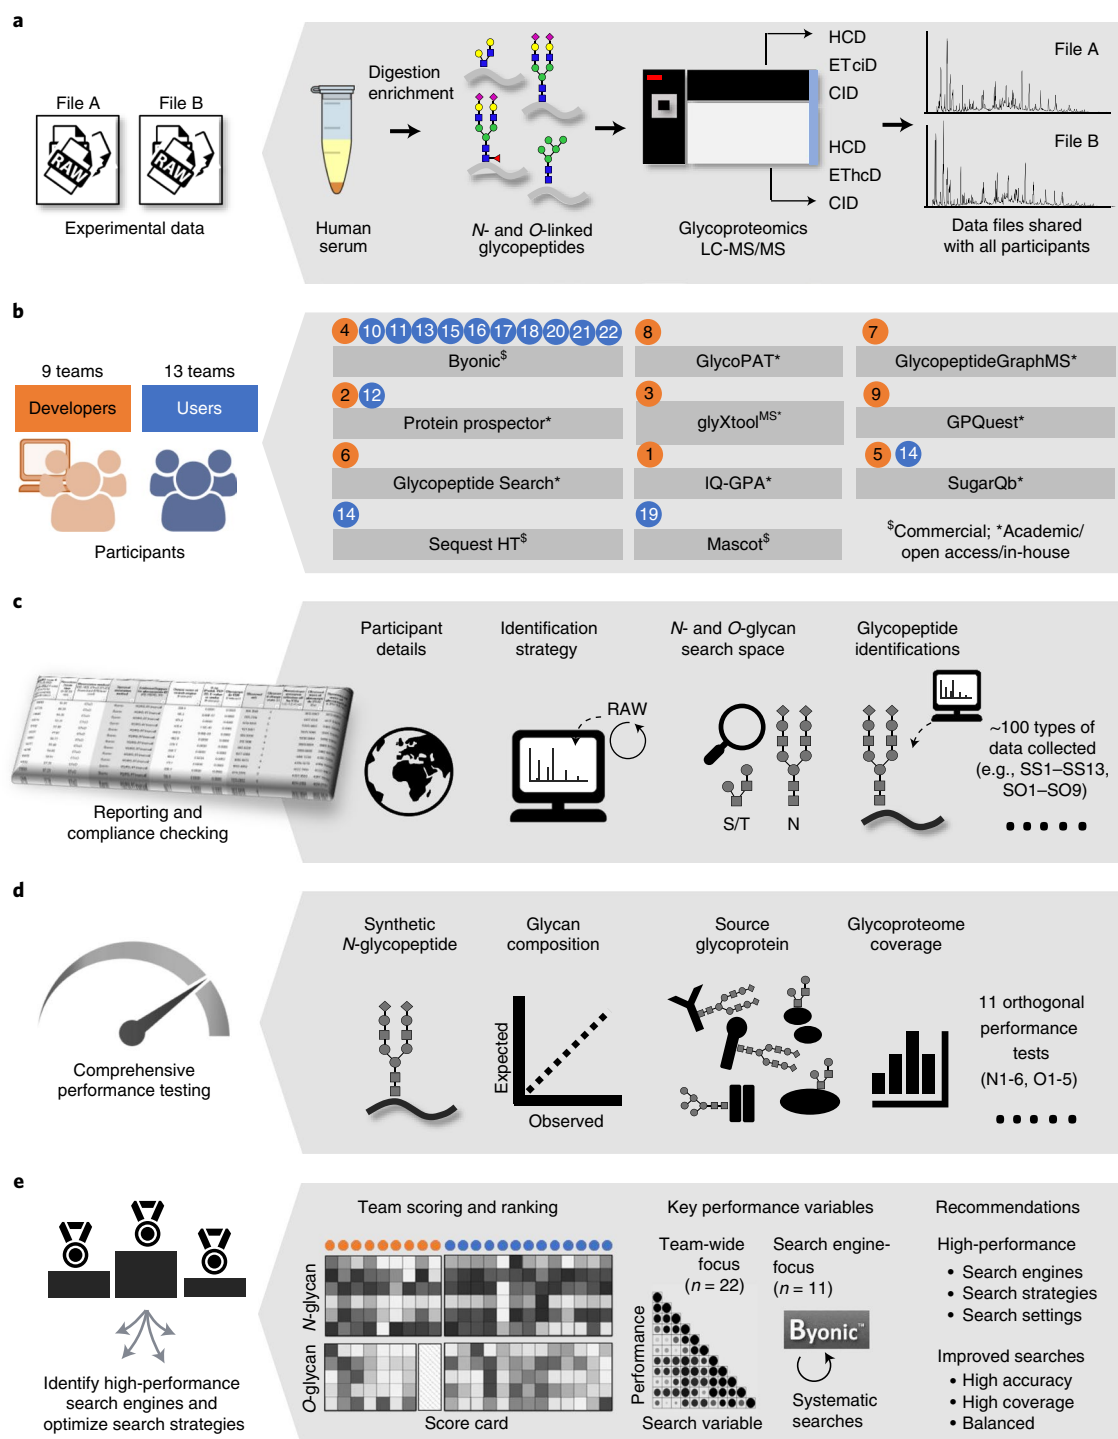 a
File A
File B
RAW
RAW
Experimental data
Digestion
enrichment
Human
serum
N- and O-linked
glycopeptides
HCD
ETciD
CID
HCD
EThcD
CID
Glycoproteomics
LC-MS/MS
File A
File B
Data files shared
with all participants
b
9 teams
13 teams
Developers
Users
Participants
4 10 11 13 15 16 17 18 20 21 22
Byonic$
8
GlycoPAT*
7
GlycopeptideGraphMS*
2 12
Protein prospector*
3
glyXtoolMS*
9
GPQuest*
6
Glycopeptide Search*
1
IQ-GPA*
5 14
SugarQb*
14
Sequest HT$
19
Mascot$
$Commercial; *Academic/
open access/in-house
c
Reporting and
compliance checking
Participant
details
Identification
strategy
RAW
N- and O-glycan
search space
S/T
N
Glycopeptide
identifications
~100 types of
data collected
(e.g., SS1–SS13,
SO1–SO9)
d
Comprehensive
performance testing
Synthetic
N-glycopeptide
Glycan
composition
Expected
Observed
Source
glycoprotein
Glycoproteome
coverage
11 orthogonal
performance
tests
(N1-6, O1-5)
e
Identify high-performance
search engines and
optimize search strategies
Team scoring and ranking
N-glycan
O-glycan
Score card
Key performance variables
Team-wide
focus
(n = 22)
Performance
Search variable
Search engine-
focus
(n = 11)
Byonic™
Systematic
searches
Recommendations
High-performance
• Search engines
• Search strategies
• Search settings
Improved searches
• High accuracy
• High coverage
• Balanced